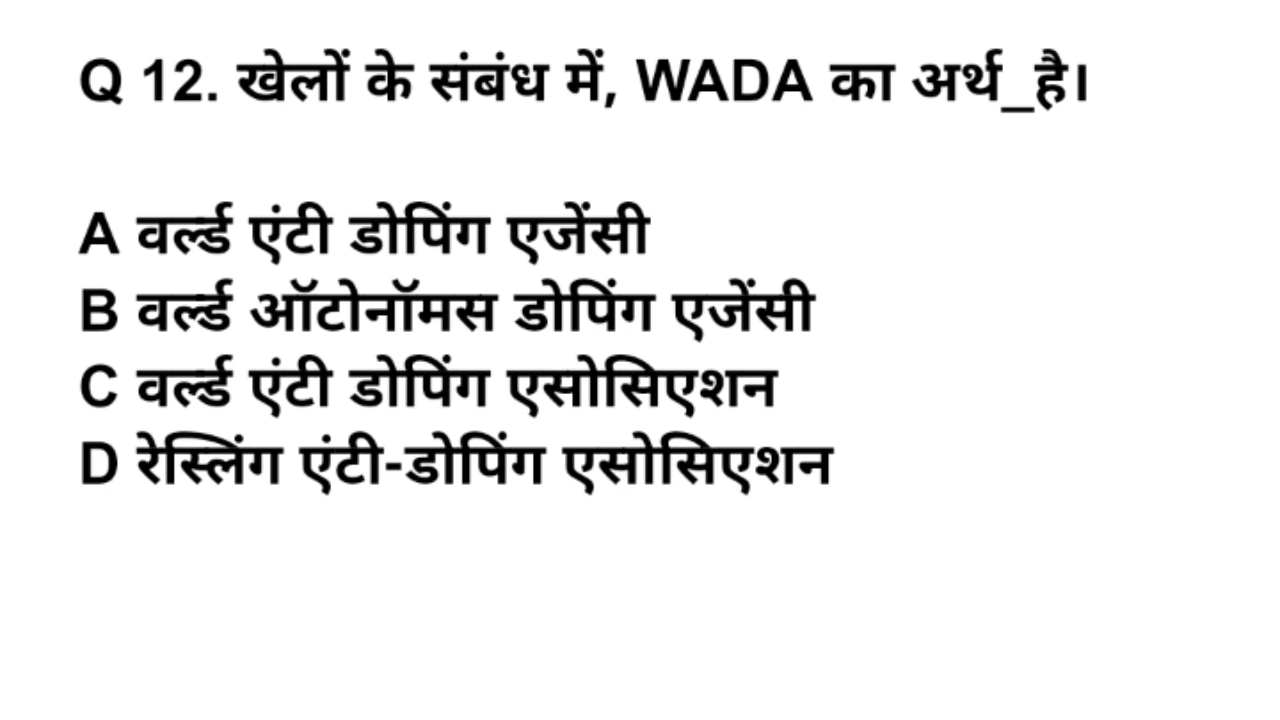 Q 12. खेलों के संबंध में, WADA का अर्थ_है।
A वर्ल्ड एंटी डोपिंग एजेंसी
B वर्ल्ड ऑटोनॉमस डोपिंग एजेंसी
C वर्ल्ड एंटी डोपिंग एसोसिएशन
D रेस्लिंग एंटी-डोपिंग एसोसिएशन